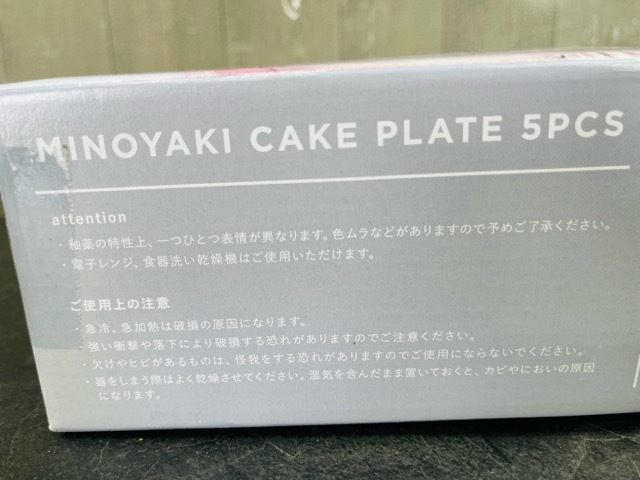 MINOYAKI CAKE PLATE 5PCS
attention
・釉薬の特性上、一つひとつ表情が異なります。色ムラなどがありますので予めご了承ください。
・電子レンジ、食器洗い乾燥機はご使用いただけます。
ご使用上の注意
・急冷、急加熱は破損の原因になります。
・強い衝撃や落下により破損する恐れがありますのでご注意ください。
・欠けやヒビがあるものは、怪我をする恐れがありますのでご使用にならないでください。
・器をしまう際はよく乾燥させてください。湿気を含んだまま置いておくと、カビやにおいの原因
になります。